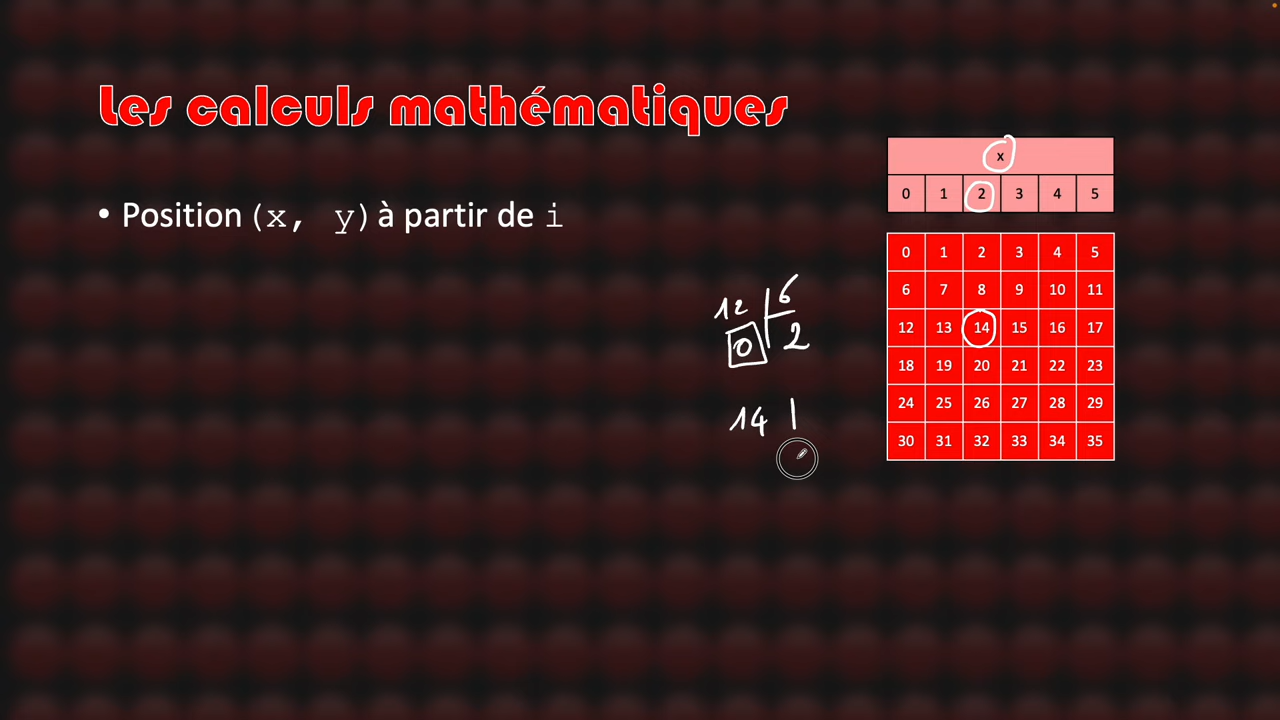 Les calculs mathématiques
• Position (x, y) à partir de i
x
0 1 2 3 4 5
0 1 2 3 4 5
6 7 8 9 10 11
12 13 14 15 16 17
18 19 20 21 22 23
24 25 26 27 28 29
30 31 32 33 34 35
12 6
0 2
14